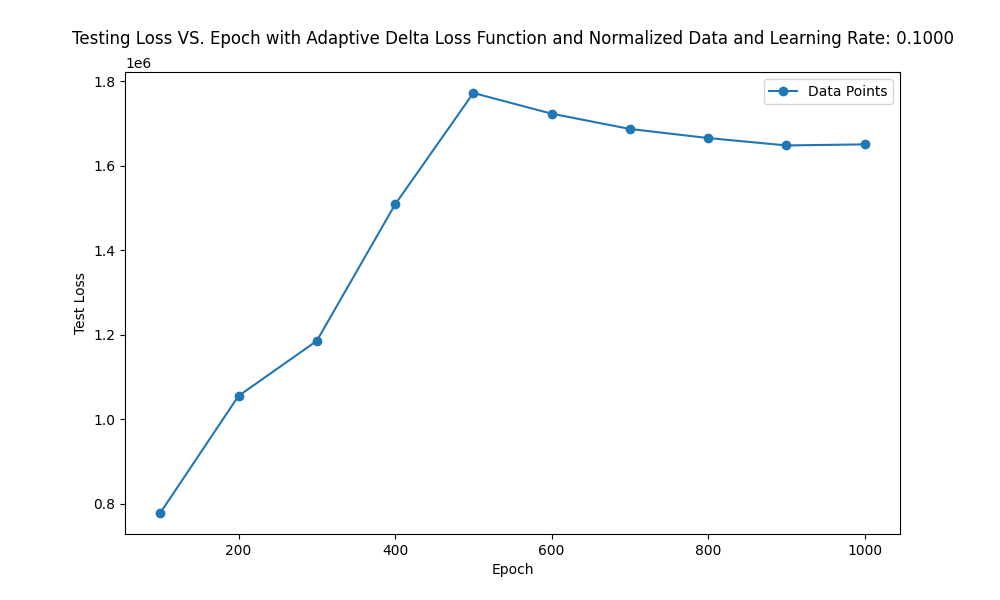 Testing Loss VS. Epoch with Adaptive Delta Loss Function and Normalized Data and Learning Rate: 0.1000
1e6
Data Points
1.8
1.6
1.4
1.2
1.0
0.8
Test Loss
200 400 600 800 1000
Epoch